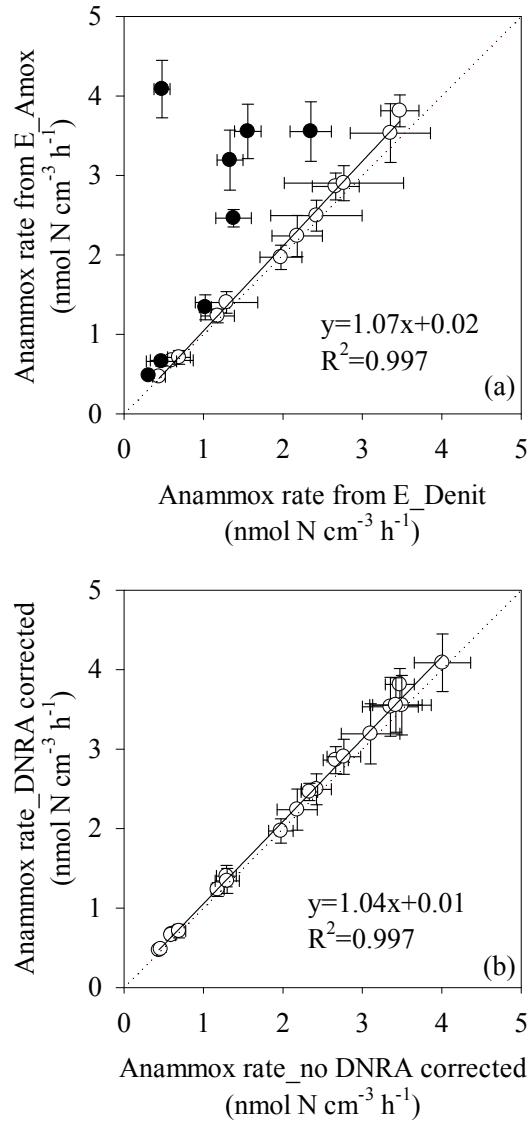 5
4
3
2
1
0
Anammox rate from E_Amox
(nmol N cm-3 h-1)
y=1.07x+0.02
R2=0.997
(a)
0 1 2 3 4 5
Anammox rate from E_Denit
(nmol N cm-3 h-1)
5
4
3
2
1
0
Anammox rate_DNRA corrected
(nmol N cm-3 h-1)
y=1.04x+0.01
R2=0.997
(b)
0 1 2 3 4 5
Anammox rate_no DNRA corrected
(nmol N cm-3 h-1)